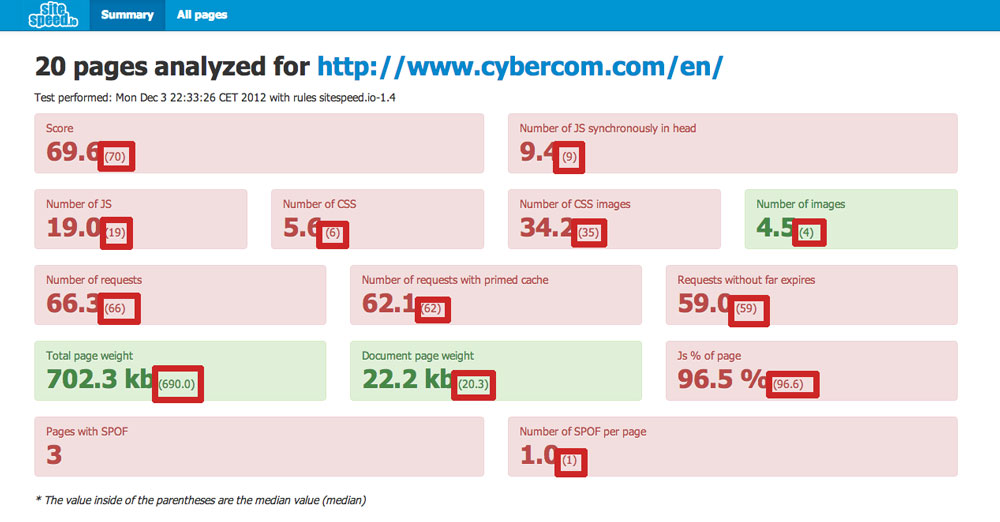 site speed.io Summary All pages
20 pages analyzed for http://www.cybercom.com/en/
Test performed: Mon Dec 3 22:33:26 CET 2012 with rules sitespeed.io-1.4
Score
69.6 (70)
Number of JS synchronously in head
9.4 (9)
Number of JS
19.0 (19)
Number of CSS
5.6 (6)
Number of CSS images
34.2 (35)
Number of images
4.5 (4)
Number of requests
66.3 (66)
Number of requests with primed cache
62.1 (62)
Requests without far expires
59.0 (59)
Total page weight
702.3 kb (690.0)
Document page weight
22.2 kb (20.3)
Js % of page
96.5 % (96.6)
Pages with SPOF
3
Number of SPOF per page
1.0 (1)
* The value inside of the parentheses are the median value (median)